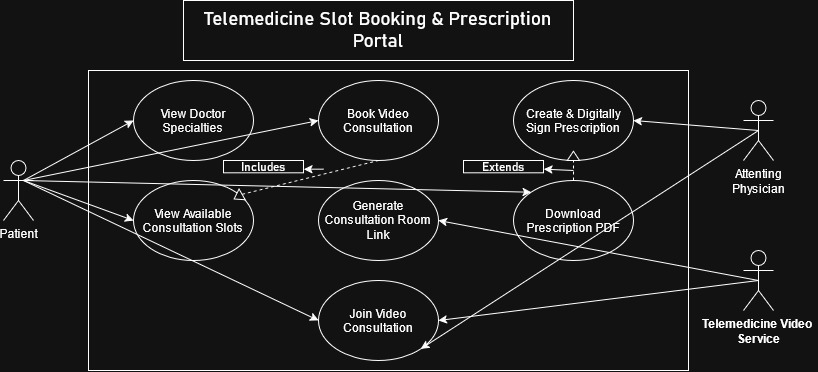 Telemedicine Slot Booking & Prescription
Portal
View Doctor
Specialties
Book Video
Consultation
Create & Digitally
Sign Prescription
Includes
Extends
Attenting
Physician
Patient
View Available
Consultation Slots
Generate
Consultation Room
Link
Download
Prescription PDF
Join Video
Consultation
Telemedicine Video
Service